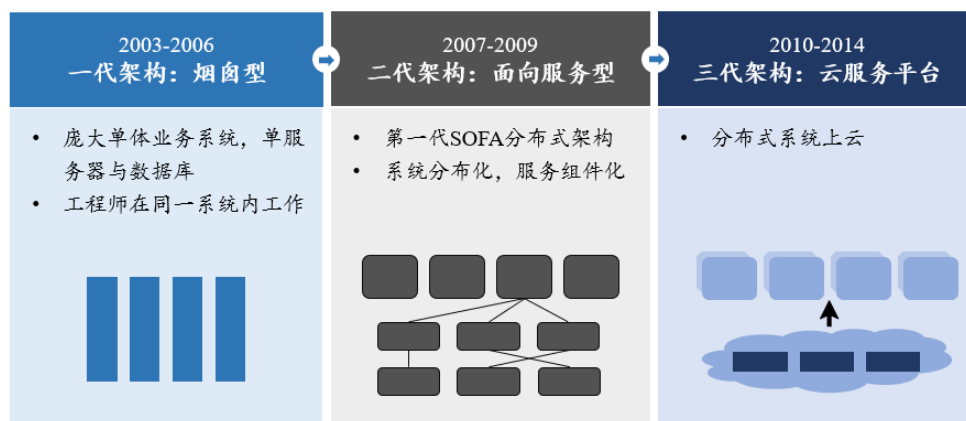 2003-2006
一代架构：烟囱型
• 庞大单体业务系统，单服
务器与数据库
• 工程师在同一系统内工作
2007-2009
二代架构：面向服务型
• 第一代SOFA分布式架构
• 系统分布化，服务组件化
2010-2014
三代架构：云服务平台
• 分布式系统上云